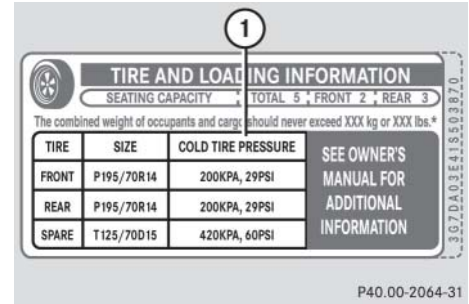 1
TIRE AND LOADING INFORMATION
SEATING CAPACITY TOTAL 5 FRONT 2 REAR 3
The combined weight of occupants and cargo should never exceed XXX kg or XXX lbs.*
TIRE SIZE COLD TIRE PRESSURE
FRONT P195/70R14 200KPA, 29PSI
REAR P195/70R14 200KPA, 29PSI
SPARE T125/70D15 420KPA, 60PSI
SEE OWNER'S
MANUAL FOR
ADDITIONAL
INFORMATION
3G7DA03E41S503870
P40.00-2064-31